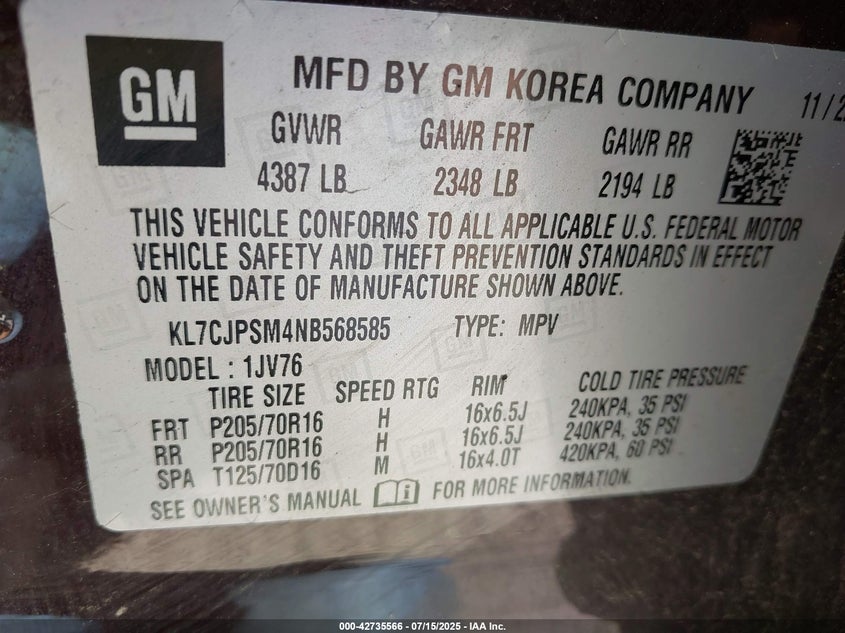 GM
MFD BY GM KOREA COMPANY 11/2
GVWR GAWR FRT GAWR RR
4387 LB 2348 LB 2194 LB
THIS VEHICLE CONFORMS TO ALL APPLICABLE U.S. FEDERAL MOTOR
VEHICLE SAFETY AND THEFT PREVENTION STANDARDS IN EFFECT
ON THE DATE OF MANUFACTURE SHOWN ABOVE.
KL7CJPSM4NB568585 TYPE: MPV
MODEL : 1JV76
TIRE SIZE SPEED RTG RIM COLD TIRE PRESSURE
FRT P205/70R16 H 16x6.5J 240KPA, 35 PSI
RR P205/70R16 H 16x6.5J 240KPA, 35 PSI
SPA T125/70D16 M 16x4.0T 420KPA, 60 PSI
SEE OWNER'S MANUAL FOR MORE INFORMATION.
000-42735566 - 07/15/2025 - IAA Inc.